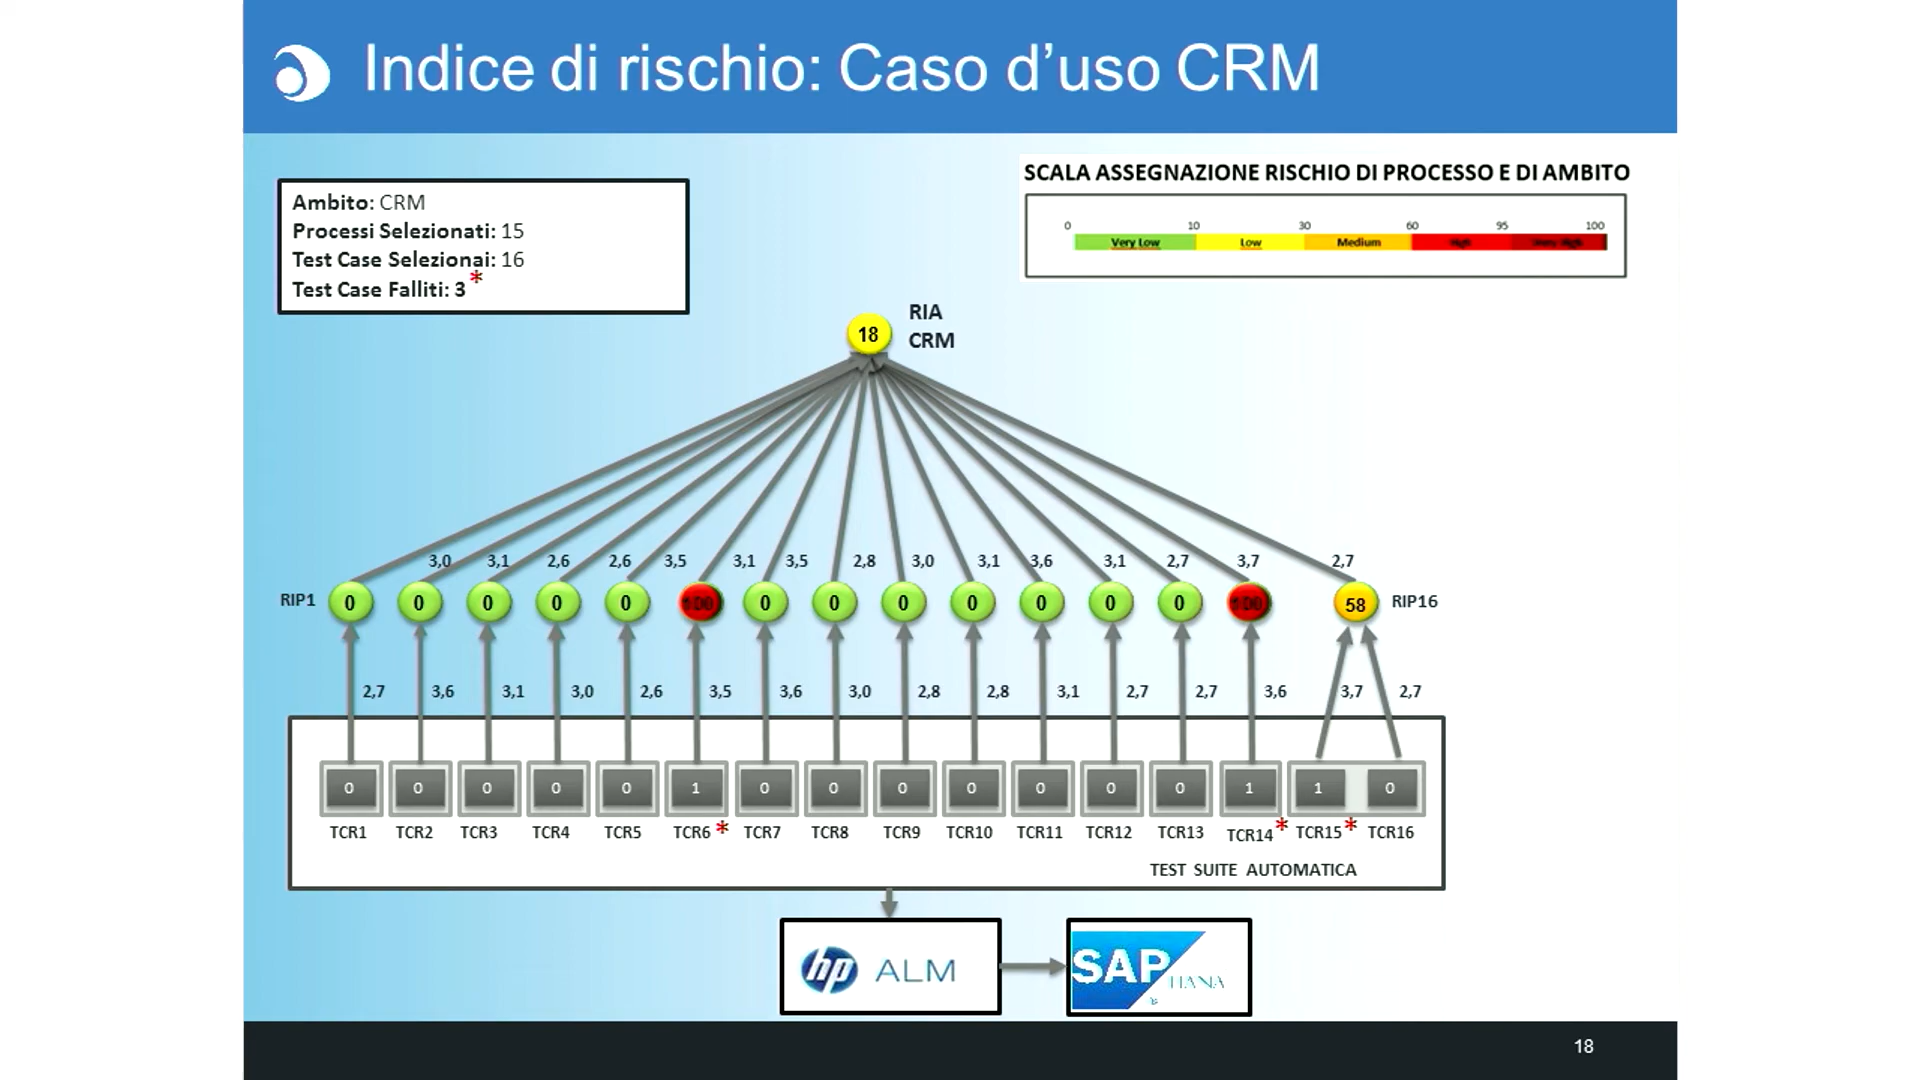 Indice di rischio: Caso d’uso CRM
Ambito: CRM
Processi Selezionati: 15
Test Case Selezionai: 16
Test Case Falliti: 3 *
SCALA ASSEGNAZIONE RISCHIO DI PROCESSO E DI AMBITO
0 10 30 60 95 100
Very Low Low Medium
18
RIA
CRM
3,0 3,1 2,6 2,6 3,5 3,1 3,5 2,8 3,0 3,1 3,6 3,1 2,7 3,7 2,7
RIP1 0 0 0 0 0 100 0 0 0 0 0 0 0 100 58 RIP16
2,7 3,6 3,1 3,0 2,6 3,5 3,6 3,0 2,8 2,8 3,1 2,7 2,7 3,6 3,7 2,7
0 0 0 0 0 1 0 0 0 0 0 0 0 1 1 0
TCR1 TCR2 TCR3 TCR4 TCR5 TCR6 * TCR7 TCR8 TCR9 TCR10 TCR11 TCR12 TCR13 TCR14 * TCR15 * TCR16
TEST SUITE AUTOMATICA
hp ALM
SAP HANA
18